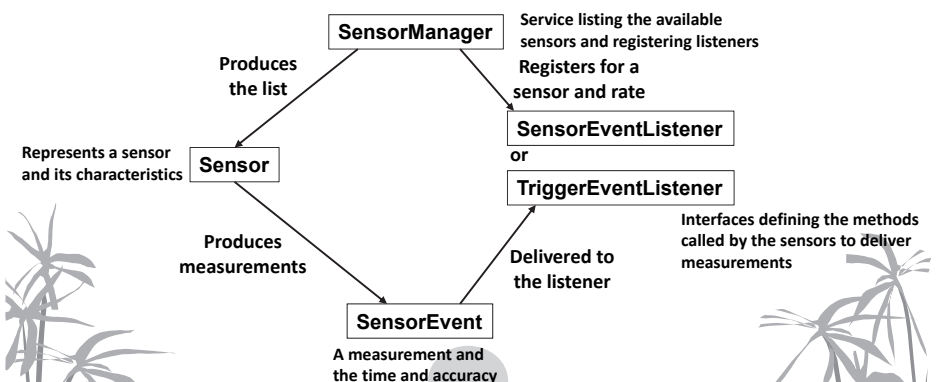 SensorManager
Service listing the available
sensors and registering listeners
Produces
the list
Registers for a
sensor and rate
SensorEventListener
or
TriggerEventListener
Represents a sensor
and its characteristics
Sensor
Interfaces defining the methods
called by the sensors to deliver
measurements
Produces
measurements
Delivered to
the listener
SensorEvent
A measurement and
the time and accuracy